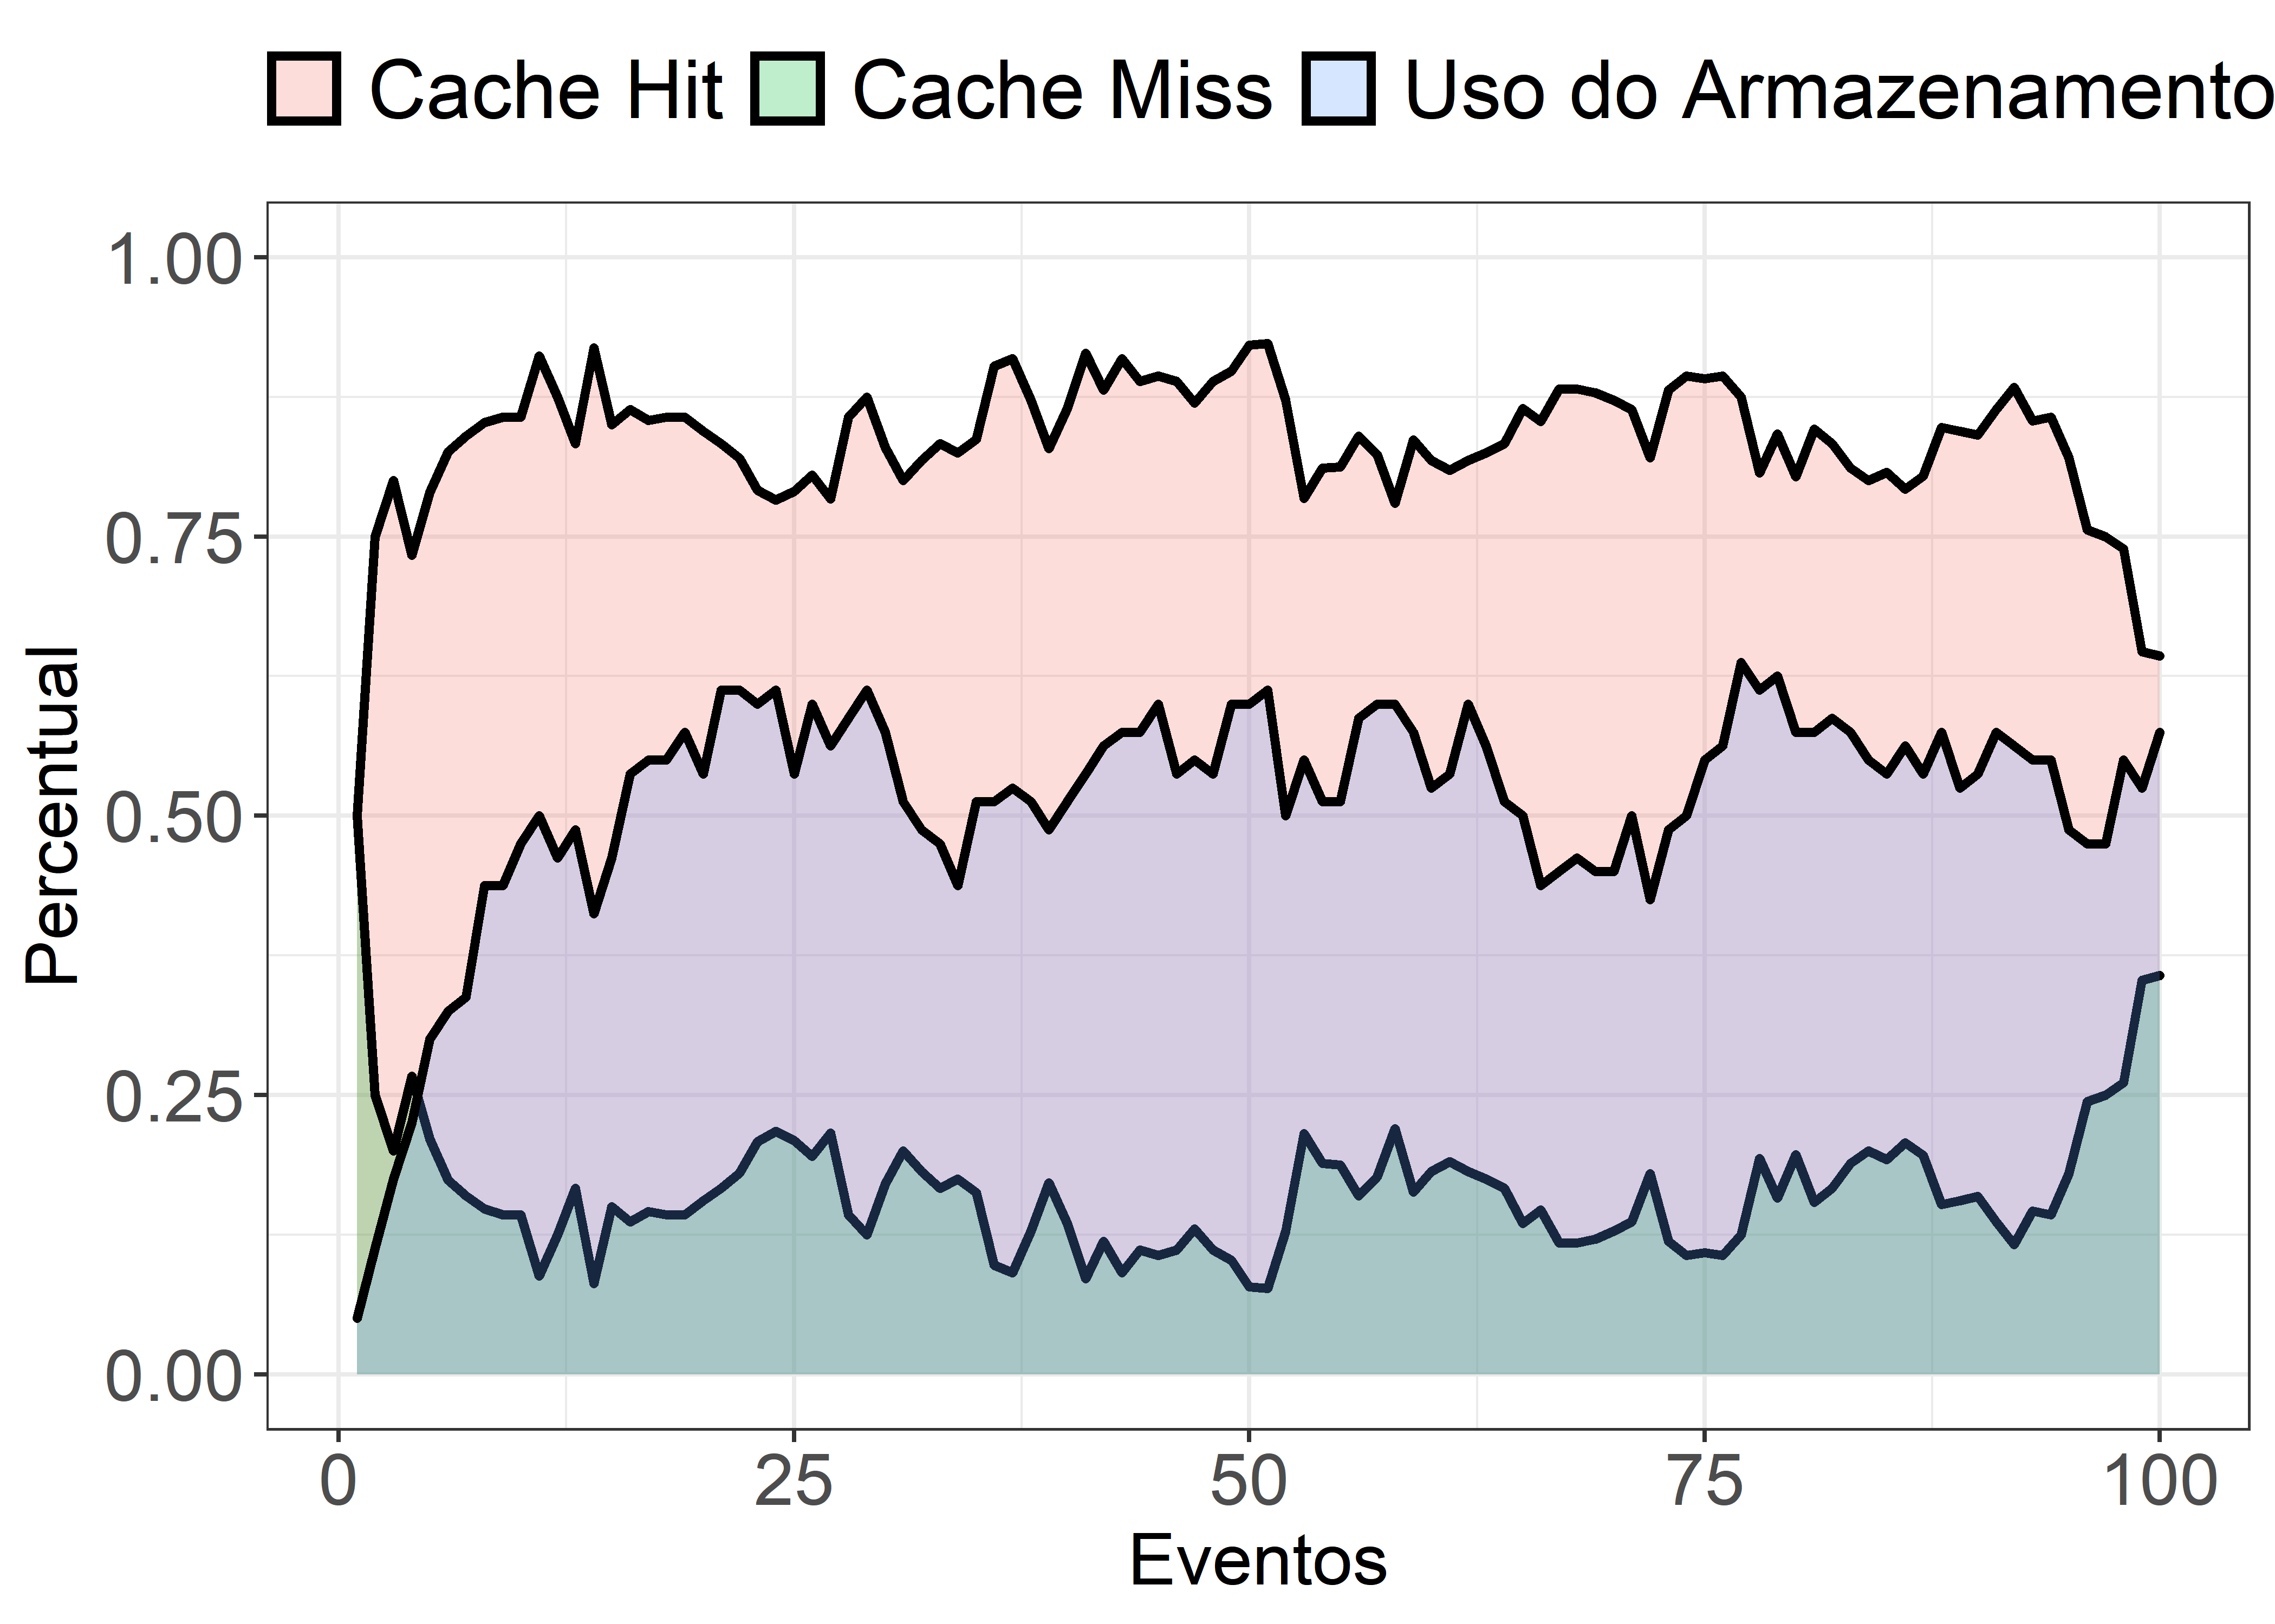 Cache Hit Cache Miss Uso do Armazenamento
1.00
0.75
0.50
0.25
0.00
Percentual
0 25 50 75 100
Eventos